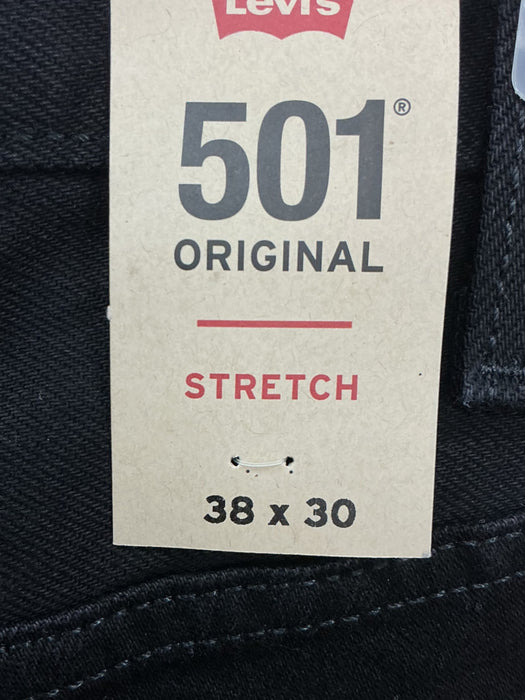 Levi's
501®
ORIGINAL
STRETCH
38 x 30